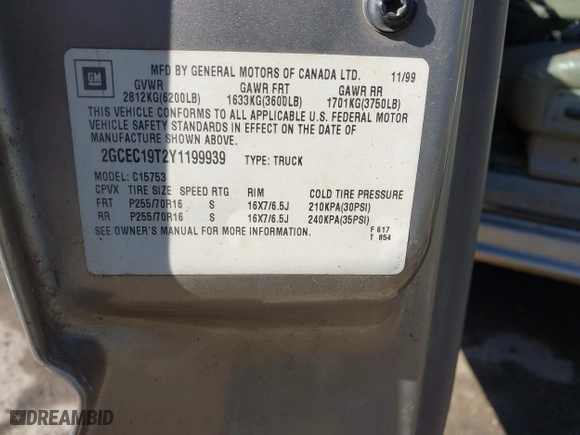 GM
MFD BY GENERAL MOTORS OF CANADA LTD. 11/99
GVWR GAWR FRT GAWR RR
2812KG(6200LB) 1633KG(3600LB) 1701KG(3750LB)
THIS VEHICLE CONFORMS TO ALL APPLICABLE U.S. FEDERAL MOTOR
VEHICLE SAFETY STANDARDS IN EFFECT ON THE DATE OF
MANUFACTURE SHOWN ABOVE.
2GCEC19T2Y1199939 TYPE: TRUCK
MODEL: C15753
CPVX TIRE SIZE SPEED RTG RIM COLD TIRE PRESSURE
FRT P255/70R16 S 16X7/6.5J 210KPA(30PSI)
RR P255/70R16 S 16X7/6.5J 240KPA(35PSI)
SEE OWNER'S MANUAL FOR MORE INFORMATION.
F 617
T 854
DREAMBID